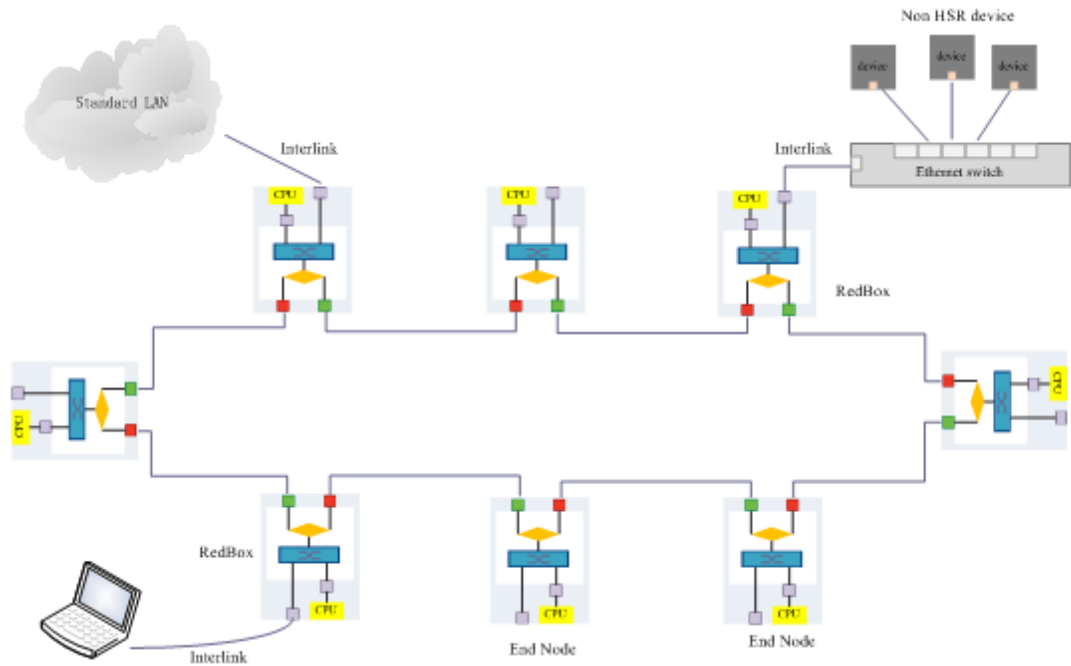 Non HSR device
device
device
device
Standard LAN
Interlink
Interlink
Ethernet switch
CPU
CPU
CPU
RedBox
CPU
CPU
RedBox
CPU
CPU
CPU
End Node
End Node
Interlink